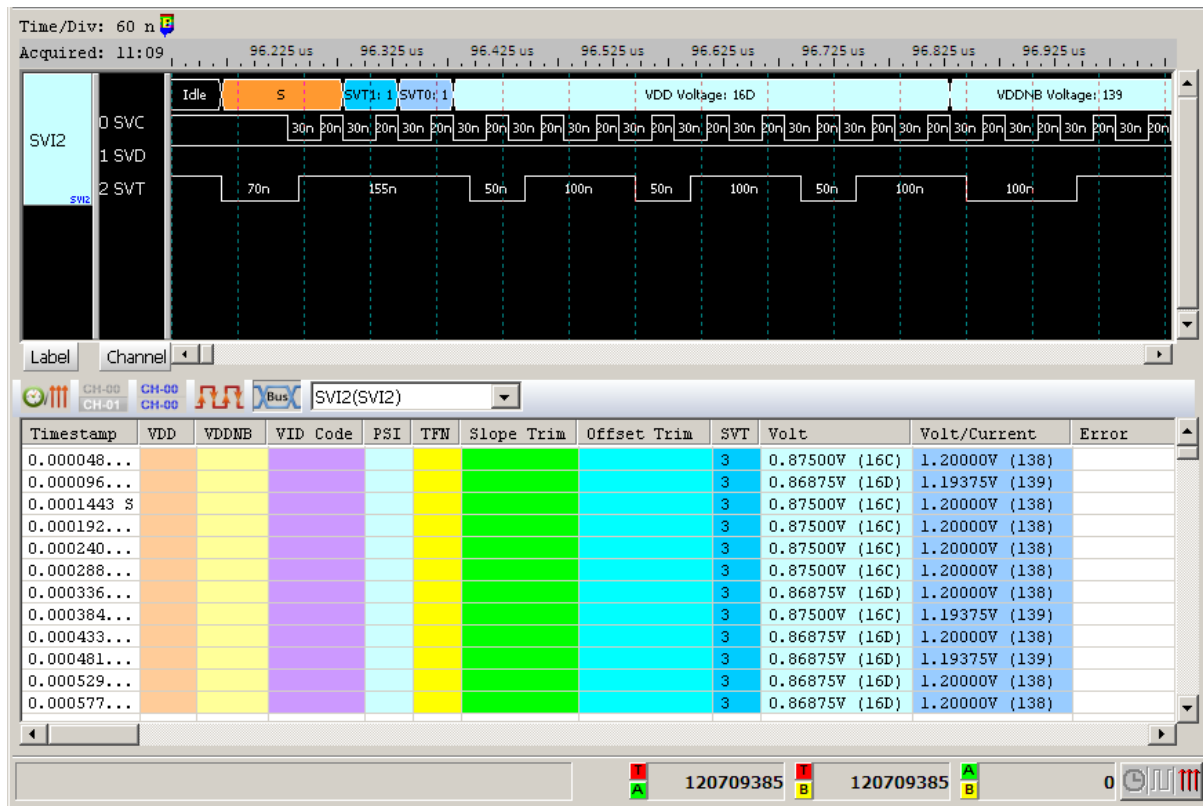 Time/Div: 60 n B
Acquired: 11:09 96.225 us 96.325 us 96.425 us 96.525 us 96.625 us 96.725 us 96.825 us 96.925 us
Idle S SVT1: 1 SVT0: 1 VDD Voltage: 16D VDDNB Voltage: 139
SVI2 SVI2
0 SVC 30n 20n 30n 20n 30n 20n 30n 20n 30n 20n 30n 20n 30n 20n 30n 20n 30n 20n 30n 20n 30n 20n 30n 20n 30n 20n 30n 20n 30n 20n 30n 20n
1 SVD
2 SVT 70n 155n 50n 100n 50n 100n 50n 100n 100n
Label Channel
CH-00 CH-01 CH-00 CH-00 Bus SVI2(SVI2)
Timestamp VDD VDDNB VID Code PSI TFN Slope Trim Offset Trim SVT Volt Volt/Current Error
0.000048... 3 0.87500V (16C) 1.20000V (138)
0.000096... 3 0.86875V (16D) 1.19375V (139)
0.0001443 S 3 0.87500V (16C) 1.20000V (138)
0.000192... 3 0.87500V (16C) 1.20000V (138)
0.000240... 3 0.87500V (16C) 1.20000V (138)
0.000288... 3 0.87500V (16C) 1.20000V (138)
0.000336... 3 0.86875V (16D) 1.20000V (138)
0.000384... 3 0.87500V (16C) 1.19375V (139)
0.000433... 3 0.86875V (16D) 1.20000V (138)
0.000481... 3 0.86875V (16D) 1.19375V (139)
0.000529... 3 0.86875V (16D) 1.20000V (138)
0.000577... 3 0.86875V (16D) 1.20000V (138)
T A 120709385 T B 120709385 A B 0